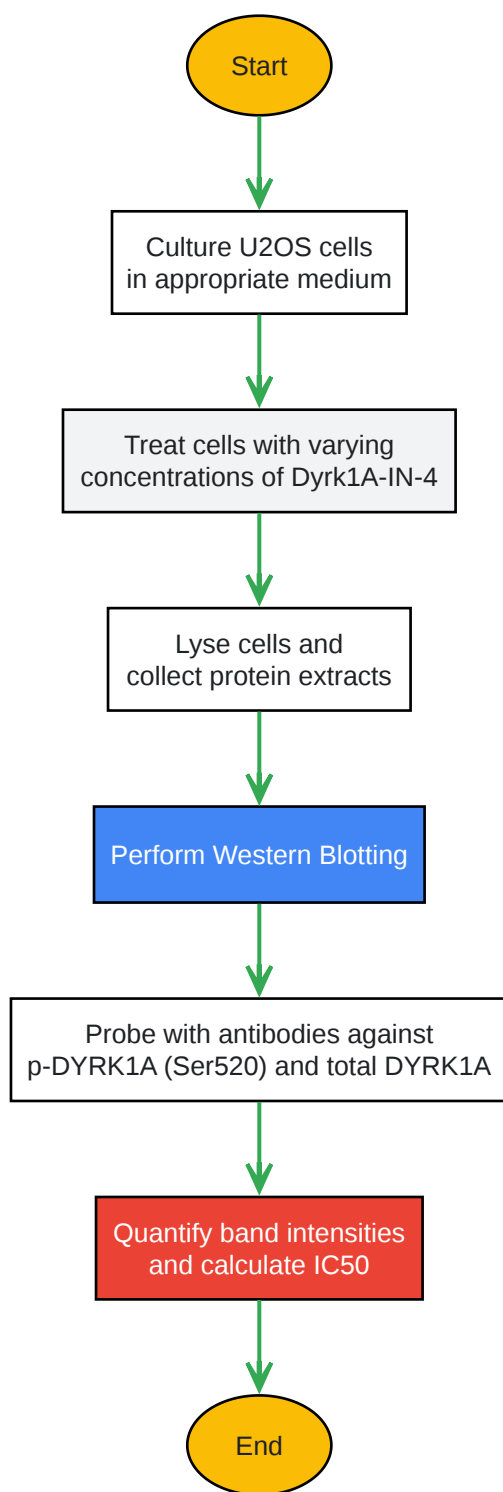 Start
Culture U2OS cells
in appropriate medium
Treat cells with varying
concentrations of Dyrk1A-IN-4
Lyse cells and
collect protein extracts
Perform Western Blotting
Probe with antibodies against
p-DYRK1A (Ser520) and total DYRK1A
Quantify band intensities
and calculate IC50
End